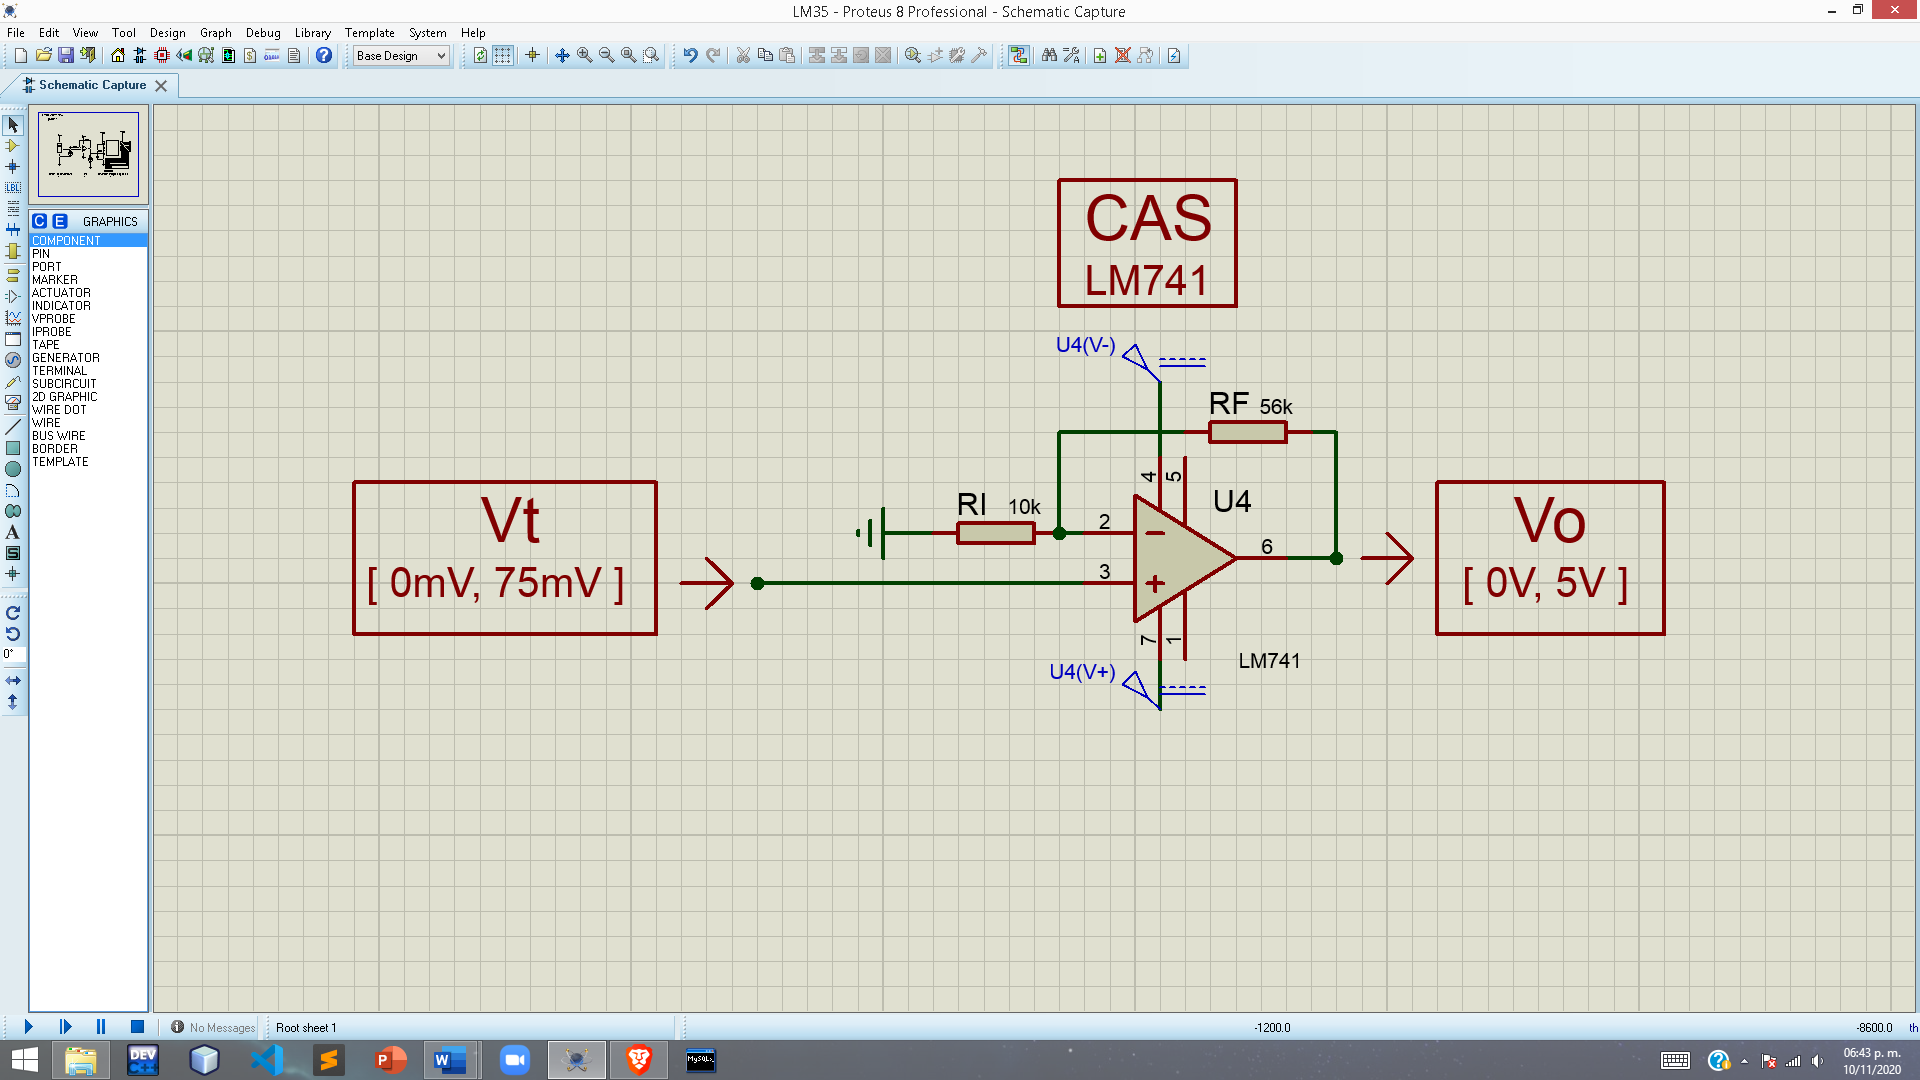 LM35 - Proteus 8 Professional - Schematic Capture
File Edit View Tool Design Graph Debug Library Template System Help
Base Design
Schematic Capture
LBL
C E GRAPHICS
COMPONENT
PIN
PORT
MARKER
ACTUATOR
INDICATOR
VPROBE
IPROBE
TAPE
GENERATOR
TERMINAL
SUBCIRCUIT
2D GRAPHIC
WIRE DOT
WIRE
BUS WIRE
BORDER
TEMPLATE
A
S
0°
CAS
LM741
U4(V-)
RF 56k
4 5
U4
RI 10k
2
3
6
7 1
U4(V+)
LM741
Vt
[ 0mV, 75mV ]
Vo
[ 0V, 5V ]
No Messages
Root sheet 1
-1200.0
-8600.0
th
DEV
C++
P
W
MySQL
06:43 p. m.
10/11/2020